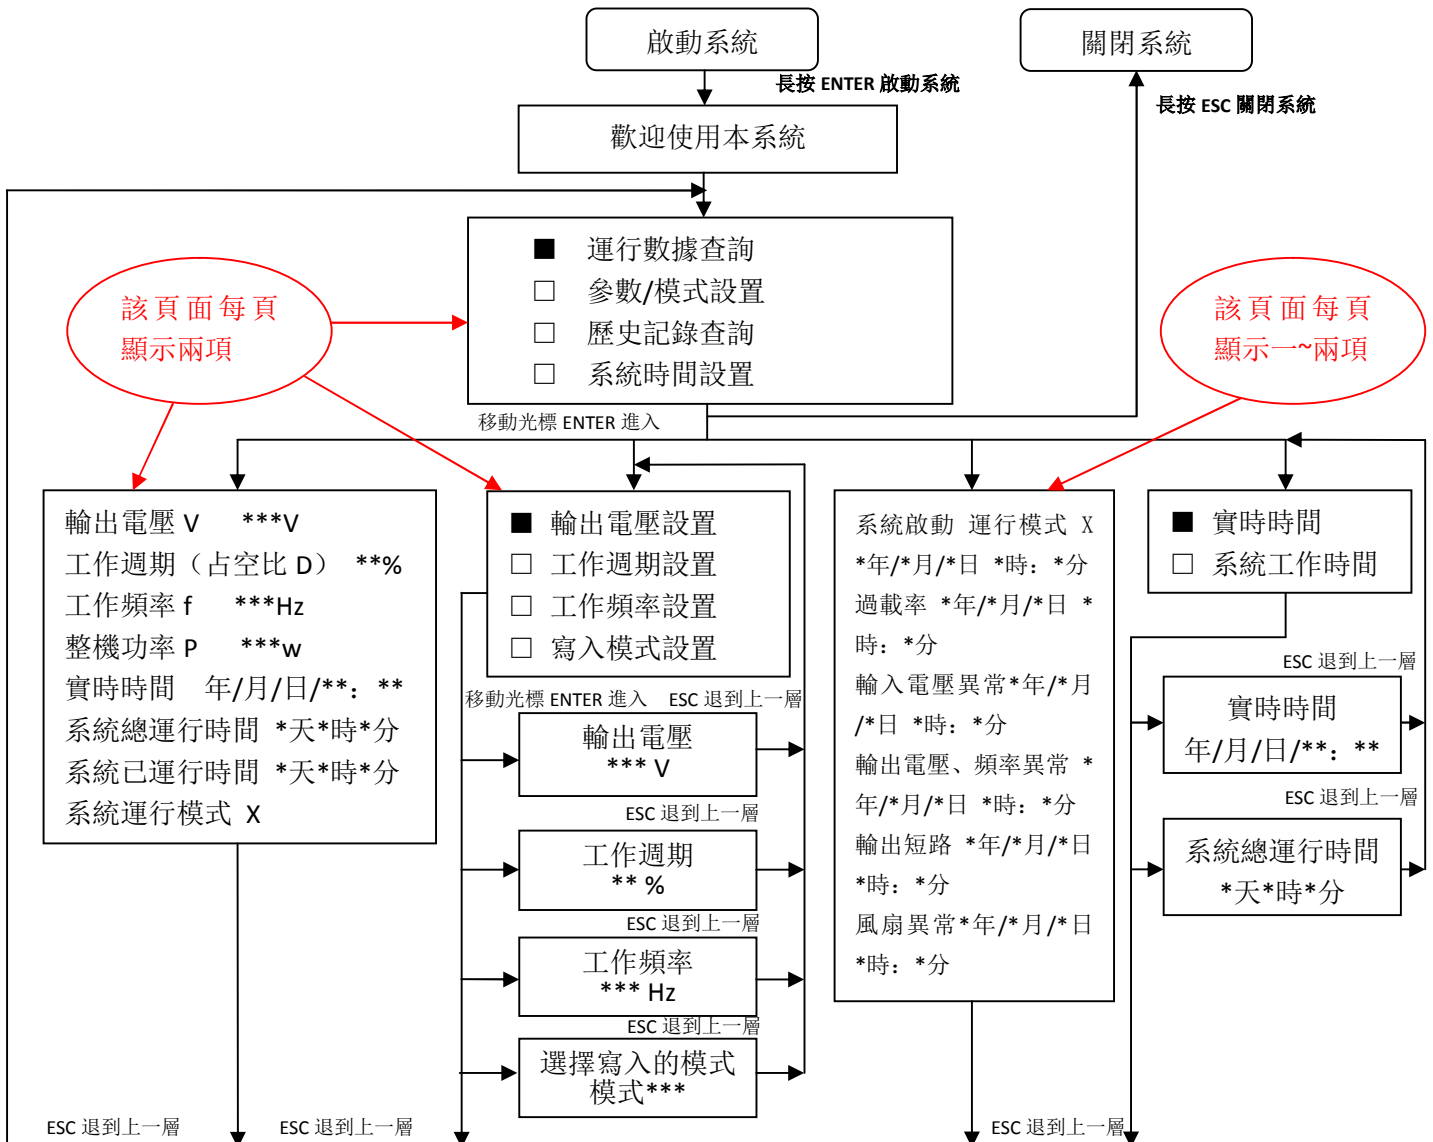 啟動系統
關閉系統
長按 ENTER 啟動系統
長按 ESC 關閉系統
歡迎使用本系統
■ 運行數據查詢
□ 參數/模式設置
□ 歷史記錄查詢
□ 系統時間設置
該頁面每頁
顯示兩項
該頁面每頁
顯示一~兩項
移動光標 ENTER 進入
輸出電壓 V ***V
工作週期（占空比 D） **%
工作頻率 f ***Hz
整機功率 P ***w
實時時間 年/月/日/**：**
系統總運行時間 *天*時*分
系統已運行時間 *天*時*分
系統運行模式 X
■ 輸出電壓設置
□ 工作週期設置
□ 工作頻率設置
□ 寫入模式設置
移動光標 ENTER 進入
ESC 退到上一層
輸出電壓
*** V
ESC 退到上一層
工作週期
** %
ESC 退到上一層
工作頻率
*** Hz
ESC 退到上一層
選擇寫入的模式
模式***
系統啟動 運行模式 X
*年/*月/*日 *時：*分
過載率 *年/*月/*日 *
時：*分
輸入電壓異常*年/*月
/*日 *時：*分
輸出電壓、頻率異常 *
年/*月/*日 *時：*分
輸出短路 *年/*月/*日
*時：*分
風扇異常*年/*月/*日
*時：*分
■ 實時時間
□ 系統工作時間
ESC 退到上一層
實時時間
年/月/日/**：**
ESC 退到上一層
系統總運行時間
*天*時*分
ESC 退到上一層
ESC 退到上一層
ESC 退到上一層